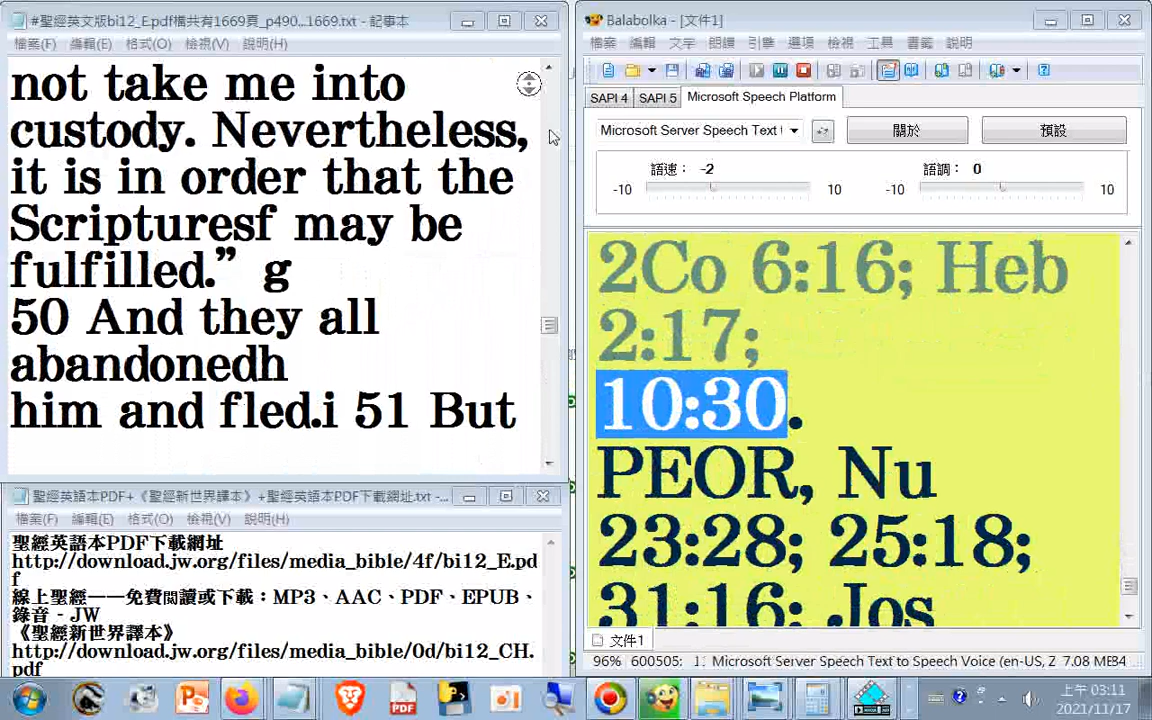 #聖經英文版bi12_E.pdf檔共有1669頁_p490...1669.txt - 記事本
檔案(F) 編輯(E) 格式(O) 檢視(V) 說明(H)
not take me into
custody. Nevertheless,
it is in order that the
Scripturesf may be
fulfilled.” g
50 And they all
abandonedh
him and fled.i 51 But
聖經英語本PDF+《聖經新世界譯本》+聖經英語本PDF下載網址.txt -...
檔案(F) 編輯(E) 格式(O) 檢視(V) 說明(H)
聖經英語本PDF下載網址
http://download.jw.org/files/media_bible/4f/bi12_E.pd
f
線上聖經——免費閱讀或下載：MP3、AAC、PDF、EPUB、
錄音 - JW
《聖經新世界譯本》
http://download.jw.org/files/media_bible/0d/bi12_CH.
pdf
Balabolka - [文件1]
檔案 編輯 文字 朗讀 引擎 選項 檢視 工具 書籤 說明
SAPI 4 SAPI 5 Microsoft Speech Platform
Microsoft Server Speech Text t 關於 預設
語速： -2 語調： 0
-10 10 -10 10
2Co 6:16; Heb
2:17;
10:30.
PEOR, Nu
23:28; 25:18;
31:16; Jos
文件1
96% 600505: Microsoft Server Speech Text to Speech Voice (en-US, Z 7.08 MB
上午 03:11
2021/11/17